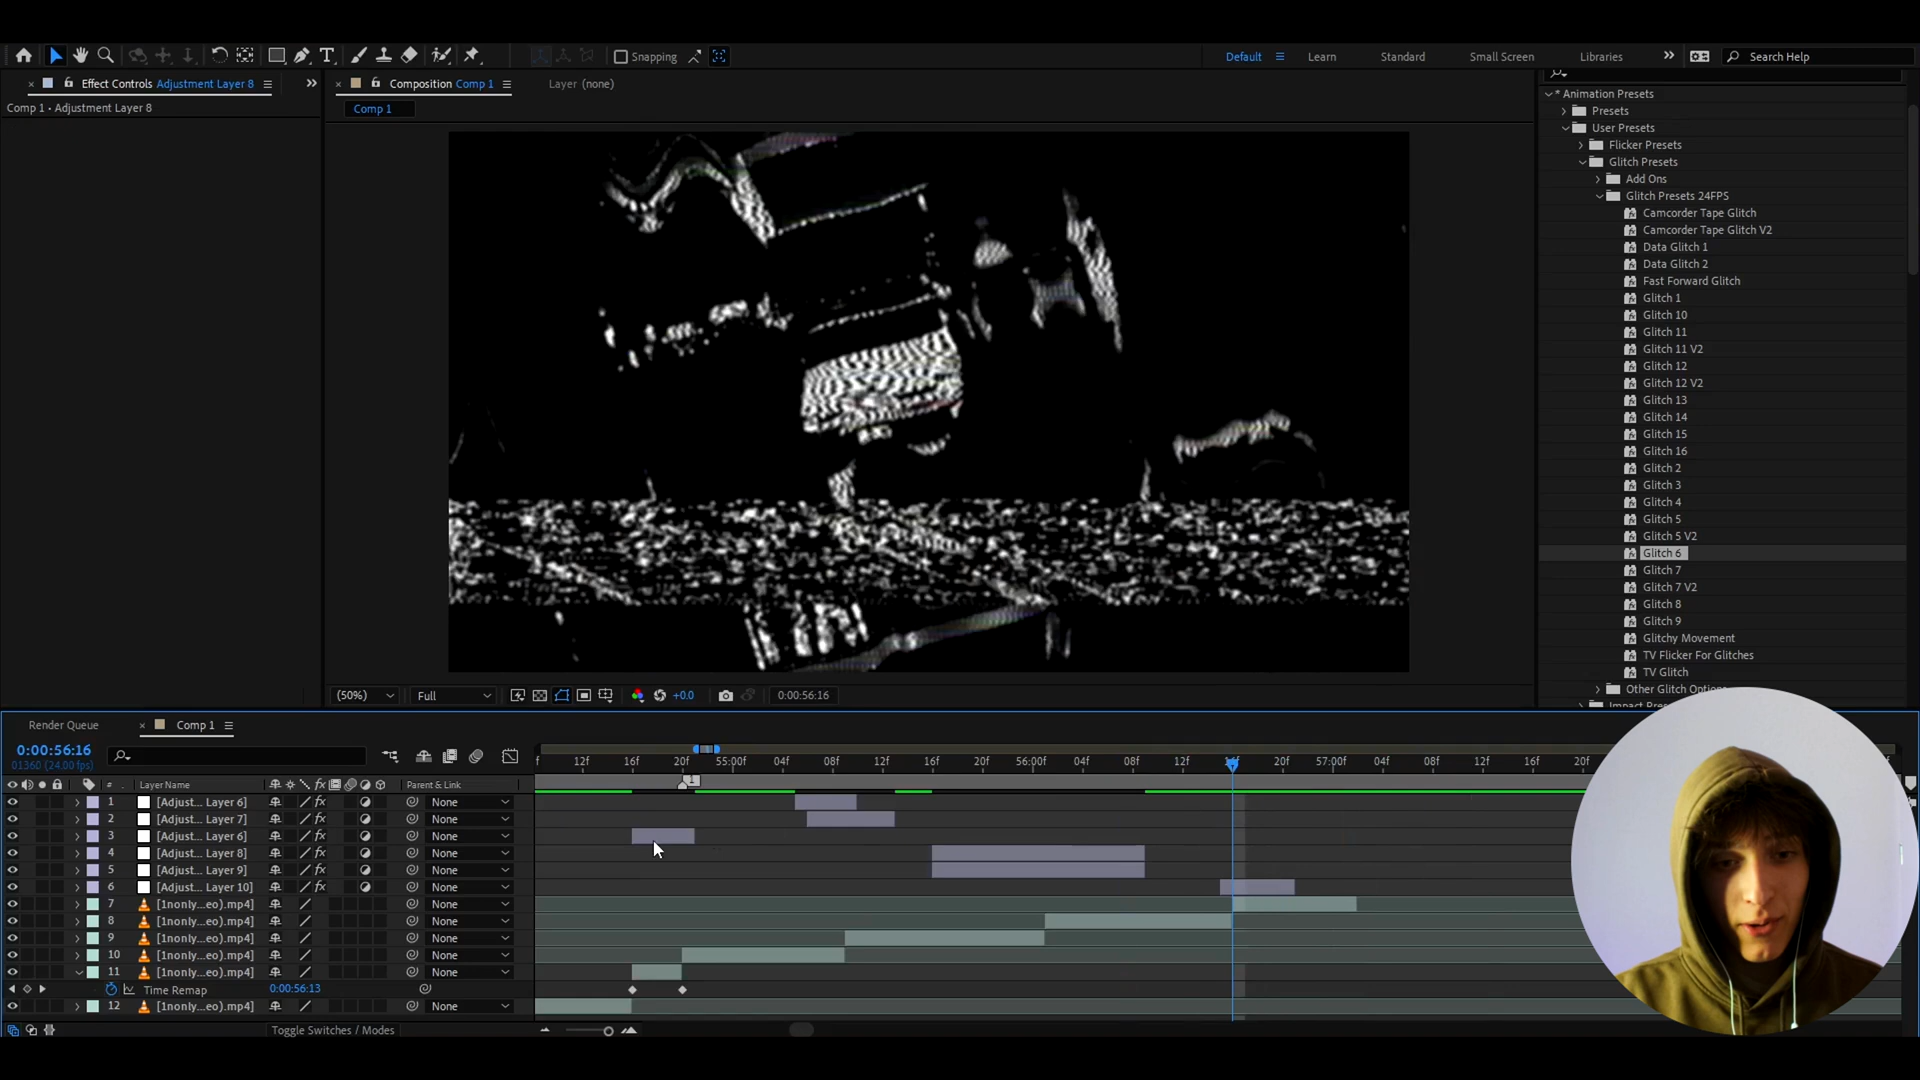 Snapping
Default
Learn
Standard
Small Screen
Libraries
Search Help
Effect Controls Adjustment Layer 8
Composition Comp 1
Layer (none)
Comp 1 • Adjustment Layer 8
Comp 1
* Animation Presets
Presets
User Presets
Flicker Presets
Glitch Presets
Add Ons
Glitch Presets 24FPS
Camcorder Tape Glitch
Camcorder Tape Glitch V2
Data Glitch 1
Data Glitch 2
Fast Forward Glitch
Glitch 1
Glitch 10
Glitch 11
Glitch 11 V2
Glitch 12
Glitch 12 V2
Glitch 13
Glitch 14
Glitch 15
Glitch 16
Glitch 2
Glitch 3
Glitch 4
Glitch 5
Glitch 5 V2
Glitch 6
Glitch 7
Glitch 7 V2
Glitch 8
Glitch 9
Glitchy Movement
TV Flicker For Glitches
TV Glitch
Other Glitch
(50%)
Full
+0.0
0:00:56:16
Render Queue
Comp 1
0:00:56:16
01360 (24.00 fps)
f 12f 16f 20f 55:00f 04f 08f 12f 16f 20f 56:00f 04f 08f 12f 20f 57:00f 04f 08f 12f 16f 20f
# Layer Name fx Parent & Link
1
1 [Adjust... Layer 6] fx None
2 [Adjust... Layer 7] fx None
3 [Adjust... Layer 6] fx None
4 [Adjust... Layer 8] fx None
5 [Adjust... Layer 9] fx None
6 [Adjust... Layer 10] fx None
7 [1nonly...eo).mp4] None
8 [1nonly...eo).mp4] None
9 [1nonly...eo).mp4] None
10 [1nonly...eo).mp4] None
11 [1nonly...eo).mp4] None
Time Remap 0:00:56:13
12 [1nonly...eo).mp4] None
Toggle Switches / Modes